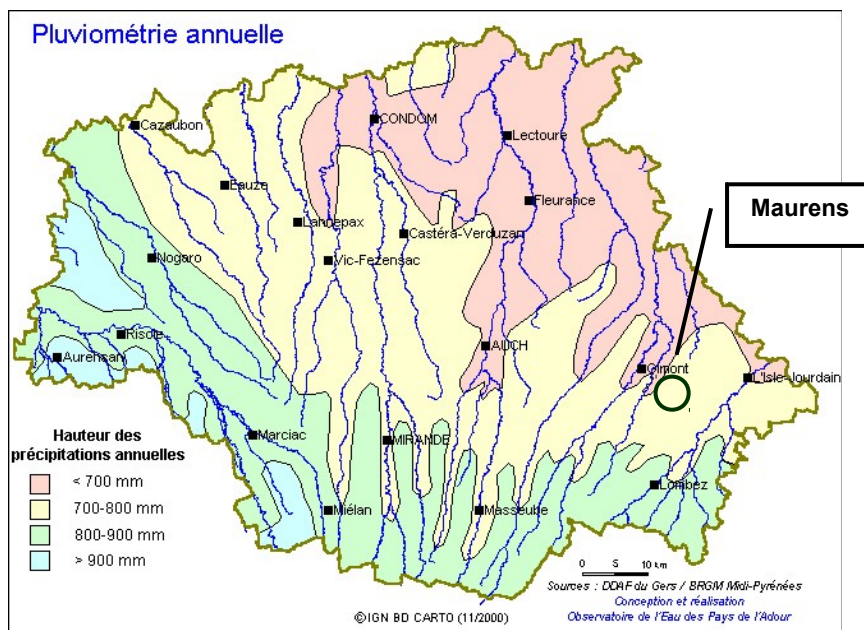 Pluviométrie annuelle
Cazaubon
CONDOM
Lectoure
Eauze
Fleurance
Maurens
Lannepax
Castéra-Verduzan
Nogaro
Vic-Fezensac
Riscle
AUCH
Aurensan
Gimont
L'Isle-Jourdain
Hauteur des
précipitations annuelles
Marciac
MIRANDE
< 700 mm
700-800 mm
Miélan
Masseube
Lombez
800-900 mm
> 900 mm
0 5 10 km
Sources : DDAF du Gers / BRGM Midi-Pyrénées
Conception et réalisation
©IGN BD CARTO (11/2000)
Observatoire de l'Eau des Pays de l'Adour